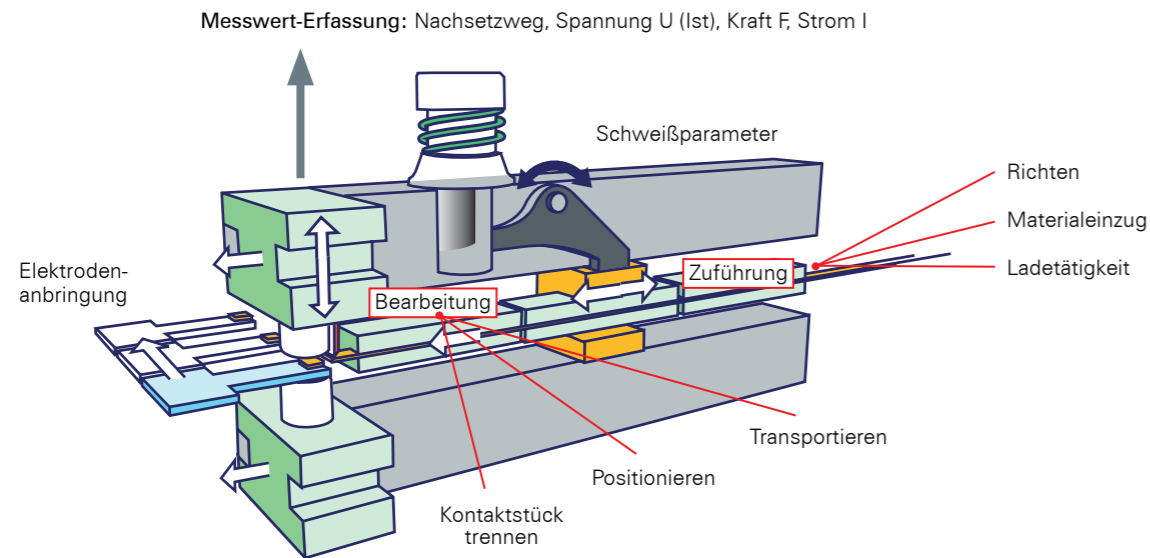 Messwert-Erfassung: Nachsetzweg, Spannung U (Ist), Kraft F, Strom I
Schweißparameter
Richten
Materialeinzug
Ladetätigkeit
Zuführung
Elektroden-
anbringung
Bearbeitung
Transportieren
Positionieren
Kontaktstück
trennen